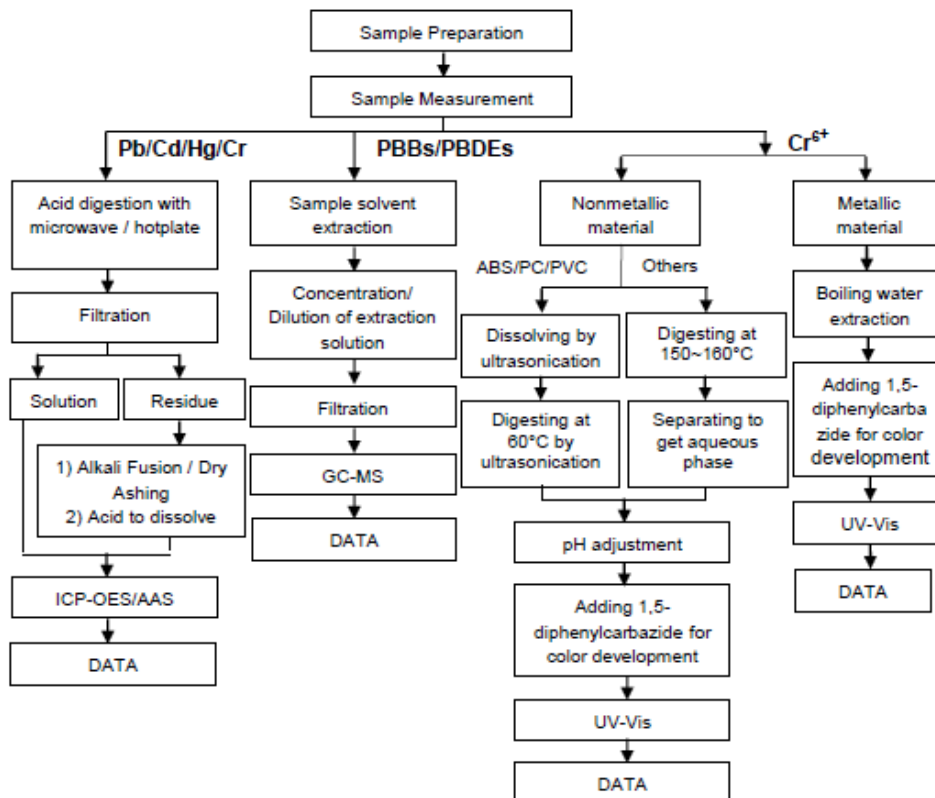 Sample Preparation
Sample Measurement
Pb/Cd/Hg/Cr
PBBs/PBDEs
Cr⁶⁺
Acid digestion with
microwave / hotplate
Filtration
Solution
Residue
1) Alkali Fusion / Dry
Ashing
2) Acid to dissolve
ICP-OES/AAS
DATA
Sample solvent
extraction
Concentration/
Dilution of extraction
solution
Filtration
GC-MS
DATA
Nonmetallic
material
ABS/PC/PVC
Others
Dissolving by
ultrasonication
Digesting at
60°C by
ultrasonication
Digesting at
150~160°C
Separating to
get aqueous
phase
pH adjustment
Adding 1,5-
diphenylcarbazide for
color development
UV-Vis
DATA
Metallic
material
Boiling water
extraction
Adding 1,5-
diphenylcarba
zide for color
development
UV-Vis
DATA